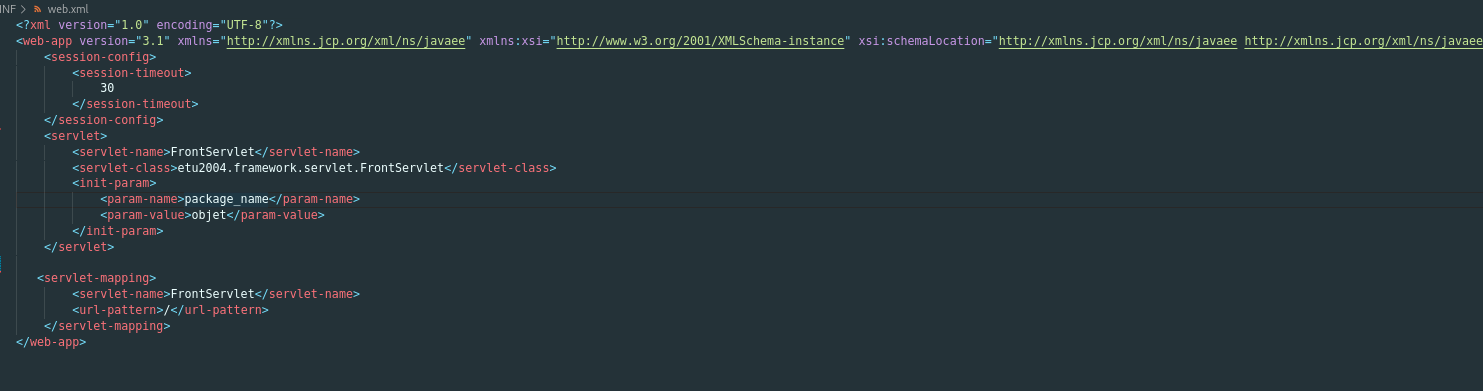 INF > web.xml
<?xml version="1.0" encoding="UTF-8"?>
<web-app version="3.1" xmlns="http://xmlns.jcp.org/xml/ns/javaee" xmlns:xsi="http://www.w3.org/2001/XMLSchema-instance" xsi:schemaLocation="http://xmlns.jcp.org/xml/ns/javaee http://xmlns.jcp.org/xml/ns/javaee
    <session-config>
        <session-timeout>
            30
        </session-timeout>
    </session-config>
    <servlet>
        <servlet-name>FrontServlet</servlet-name>
        <servlet-class>etu2004.framework.servlet.FrontServlet</servlet-class>
        <init-param>
            <param-name>package_name</param-name>
            <param-value>objet</param-value>
        </init-param>
    </servlet>
   <servlet-mapping>
        <servlet-name>FrontServlet</servlet-name>
        <url-pattern>/</url-pattern>
    </servlet-mapping>
</web-app>